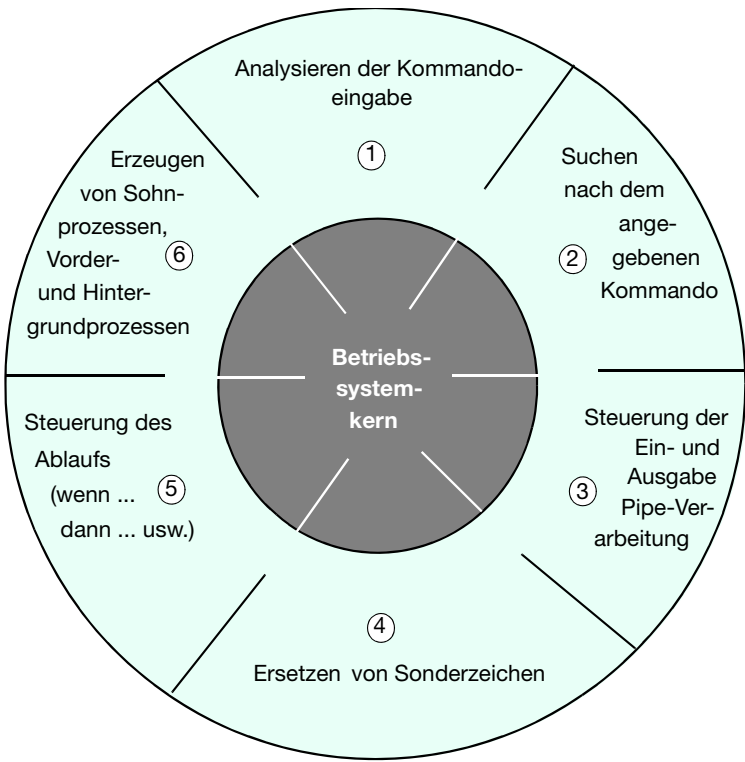 Analysieren der Kommando-
eingabe
1
Suchen
nach dem
ange-
gebenen
2
Kommando
Steuerung der
Ein- und
Ausgabe
3
Pipe-Ver-
arbeitung
4
Ersetzen von Sonderzeichen
Steuerung des
Ablaufs
(wenn ...
5
dann ... usw.)
Erzeugen
von Sohn-
prozessen,
Vorder-
6
und Hinter-
grundprozessen
Betriebs-
system-
kern